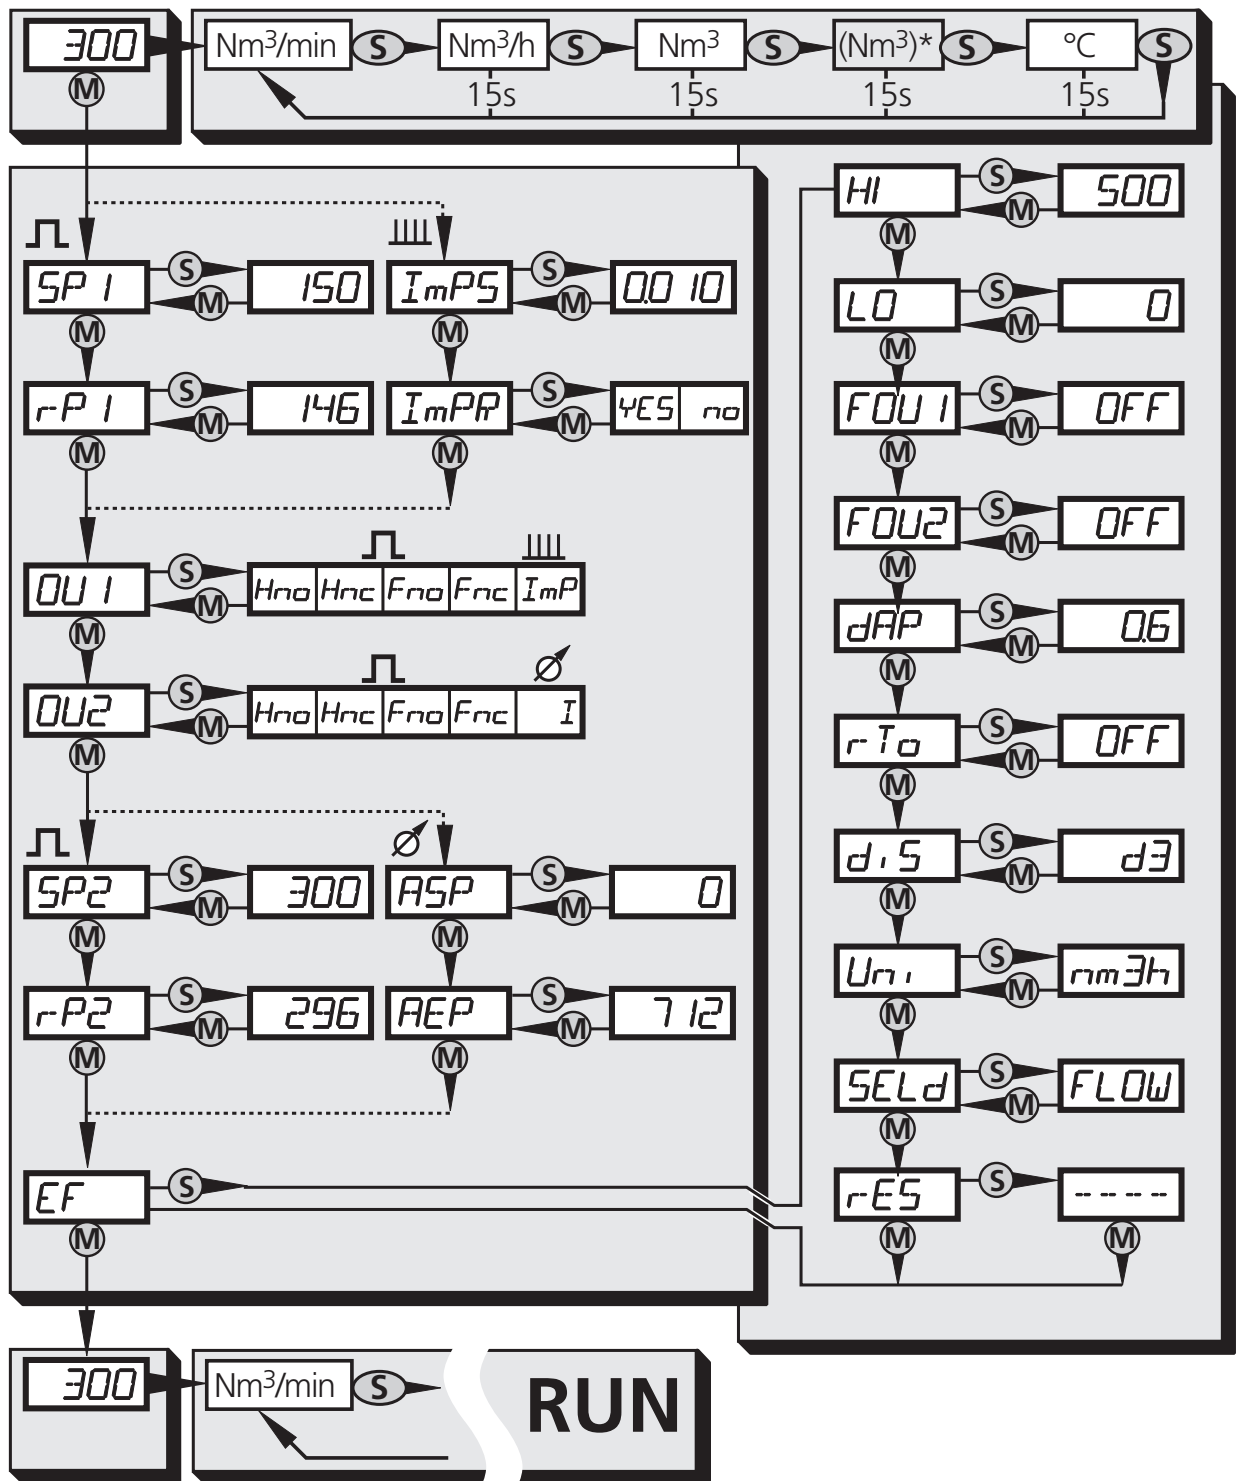 300 Nm³/min S Nm³/h S Nm³ S (Nm³)* S °C S
M 15s 15s 15s 15s
SP1 S M 150 ImPS S M 0.010
M M
rP1 S M 146 ImPR S M YES no
M M
OU1 S M Hno Hnc Fno Fnc ImP
M
OU2 S M Hno Hnc Fno Fnc I
M
SP2 S M 300 ASP S M 0
M M
rP2 S M 296 AEP S M 712
M M
EF S
M
HI S M 500
M
LO S M 0
M
FOU1 S M OFF
M
FOU2 S M OFF
M
dAP S M 0.6
M
rTo S M OFF
M
diS S M d3
M
Uni S M nm3h
M
SELd S M FLOW
M
rES S ----
M M
300 Nm³/min S RUN